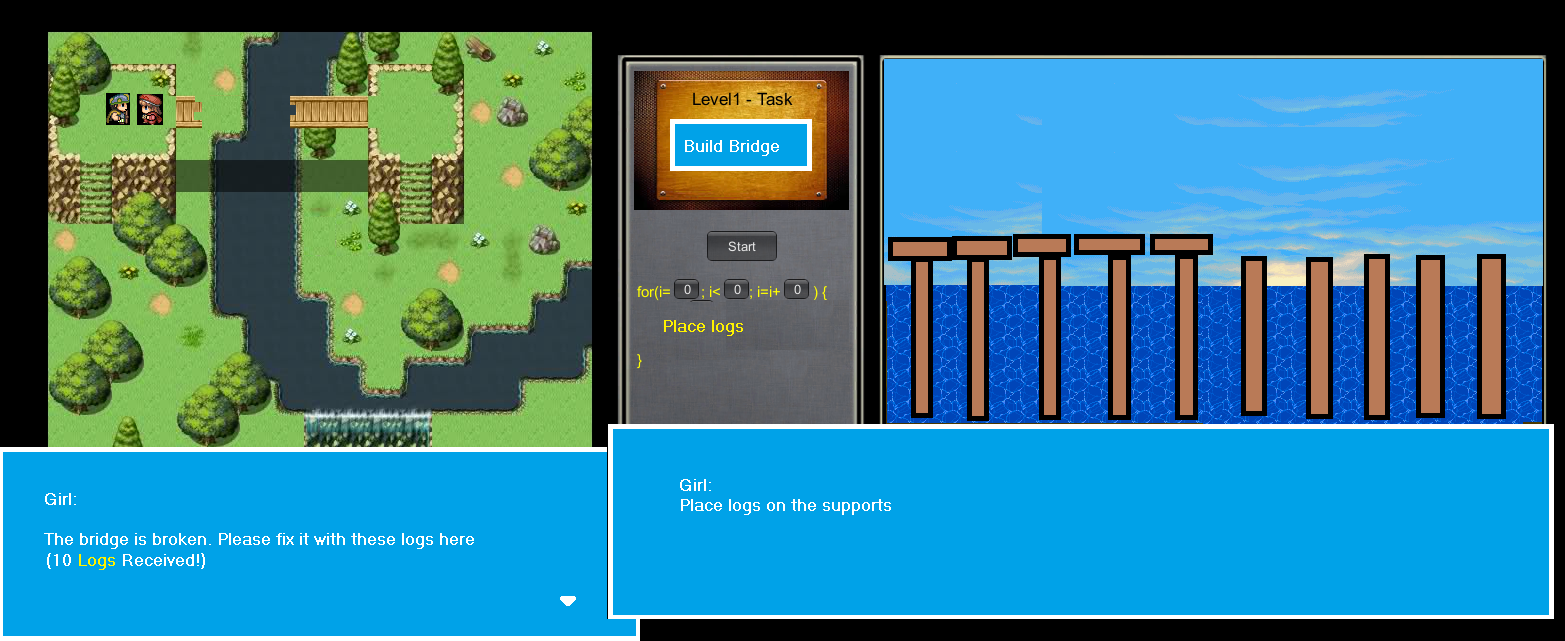 Level1 - Task
Build Bridge
Start
for(i= 0 ; i< 0 ; i=i+ 0 ) {
Place logs
}
Girl:
The bridge is broken. Please fix it with these logs here
(10 Logs Received!)
Girl:
Place logs on the supports